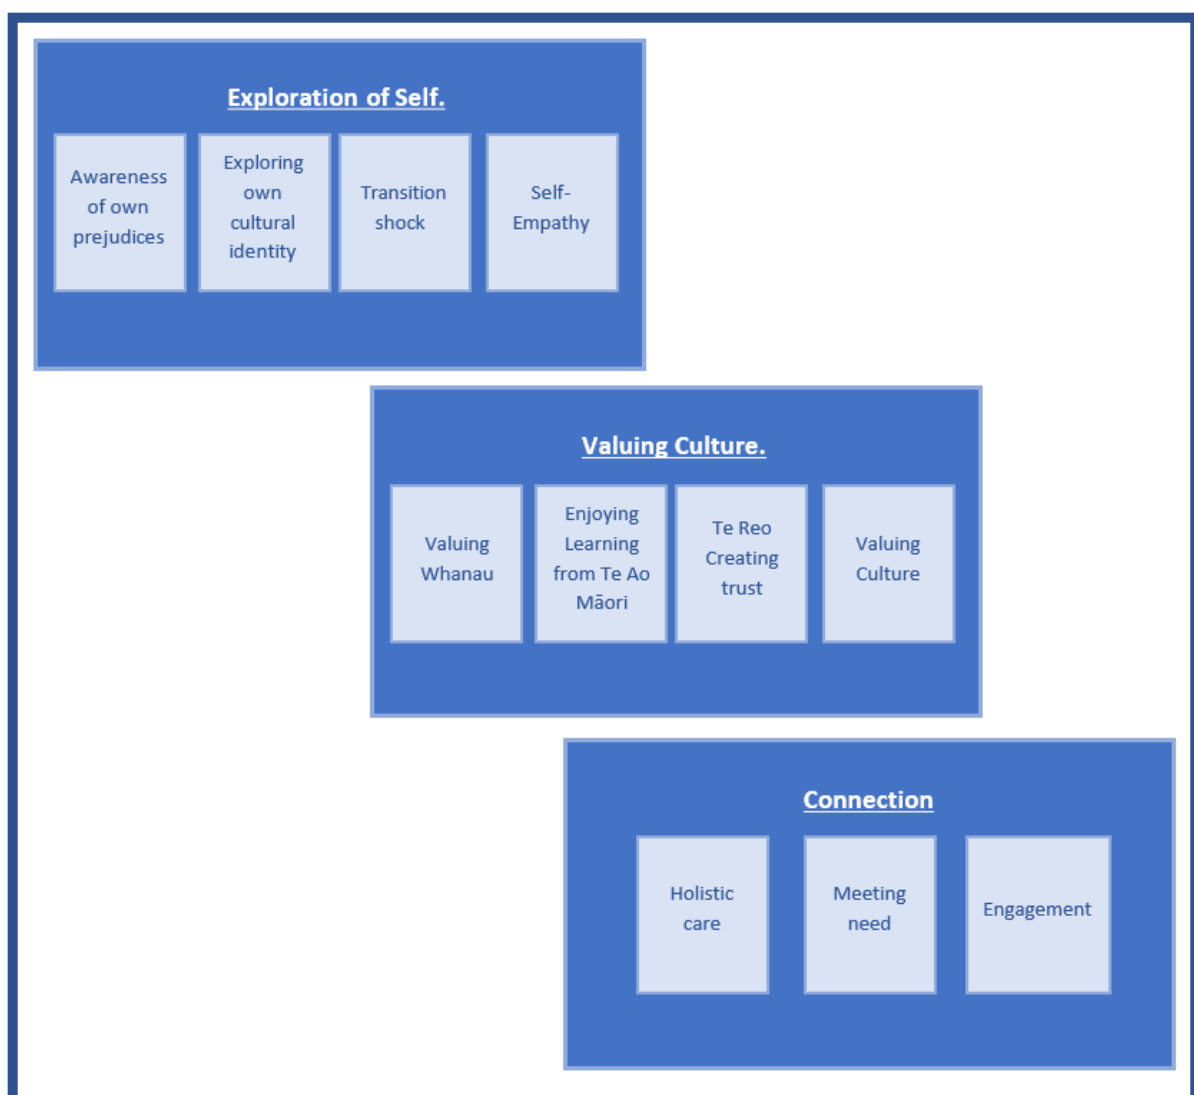 Exploration of Self.
Awareness
of own
prejudices
Exploring
own
cultural
identity
Transition
shock
Self-
Empathy
Valuing Culture.
Valuing
Whanau
Enjoying
Learning
from Te Ao
Māori
Te Reo
Creating
trust
Valuing
Culture
Connection
Holistic
care
Meeting
need
Engagement